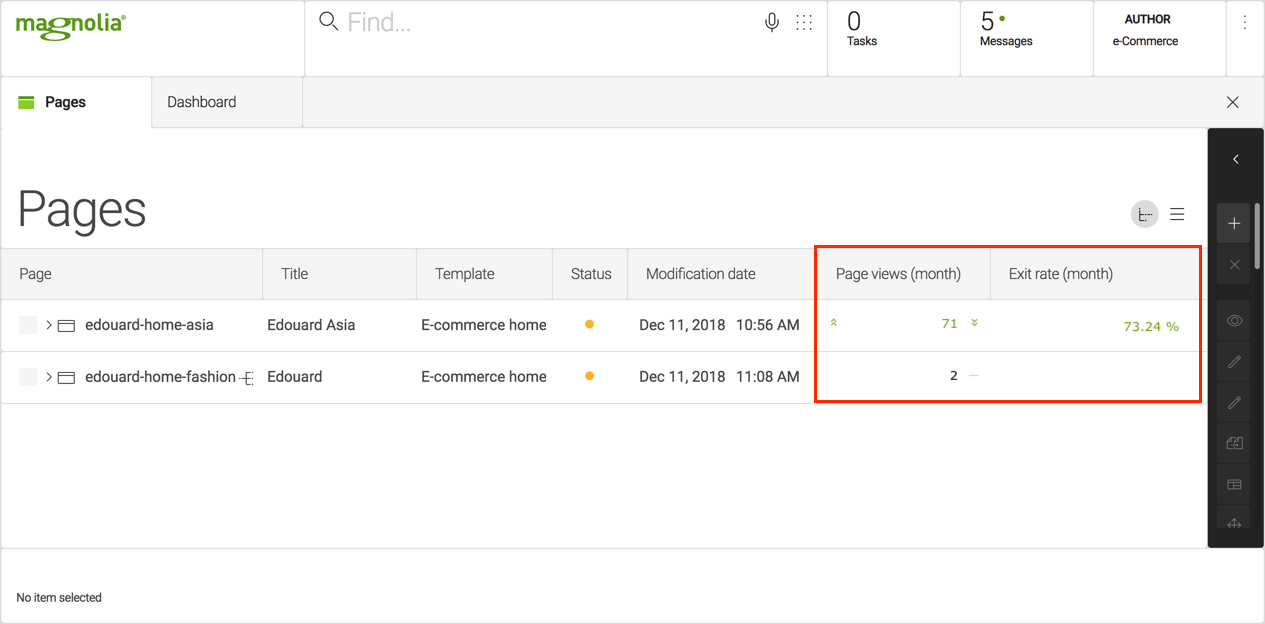 magnolia®
Find...
0
Tasks
5
Messages
AUTHOR
e-Commerce
Pages
Dashboard
Pages
Page Title Template Status Modification date Page views (month) Exit rate (month)
edouard-home-asia Edouard Asia E-commerce home Dec 11, 2018 10:56 AM 71 73.24 %
edouard-home-fashion Edouard E-commerce home Dec 11, 2018 11:08 AM 2 —
No item selected